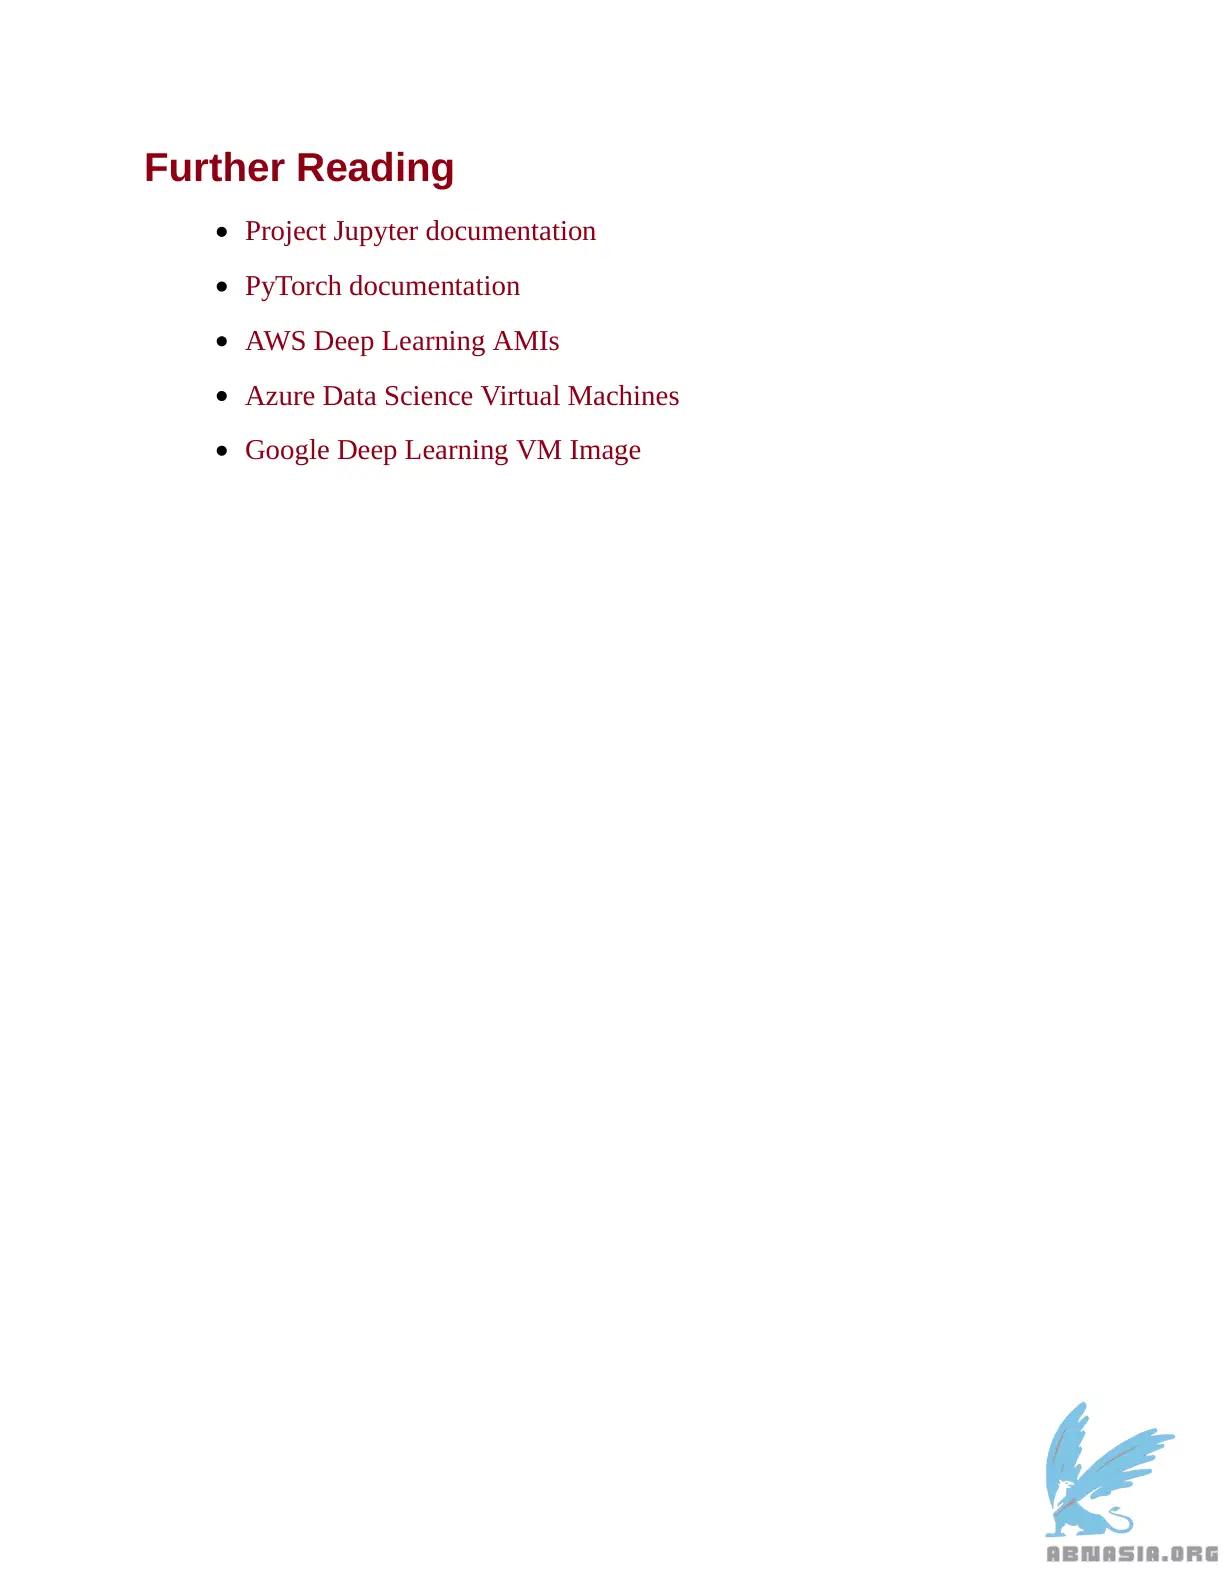 Further Reading
Project Jupyter documentation
PyTorch documentation
AWS Deep Learning AMIs
Azure Data Science Virtual Machines
Google Deep Learning VM Image
ABNASIA.ORG